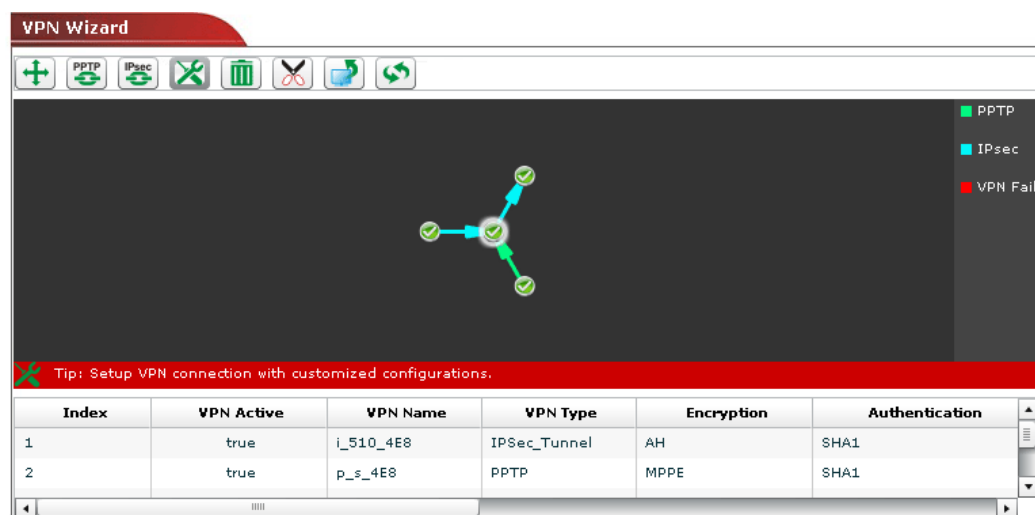 VPN Wizard
PPTP IPsec
PPTP
IPsec
VPN Fail
Tip: Setup VPN connection with customized configurations.
Index VPN Active VPN Name VPN Type Encryption Authentication
1 true i_510_4E8 IPSec_Tunnel AH SHA1
2 true p_s_4E8 PPTP MPPE SHA1